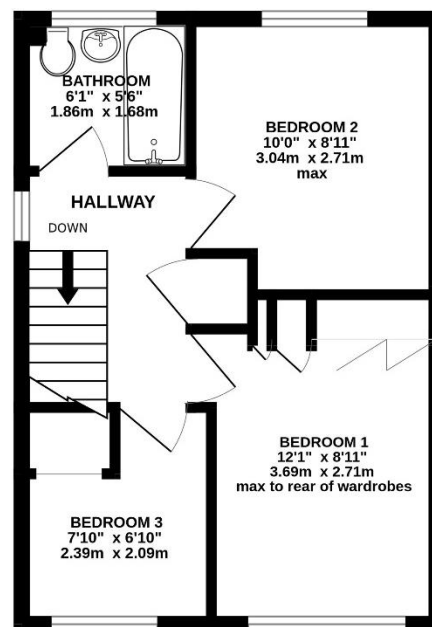 BATHROOM
6'1" x 5'6"
1.86m x 1.68m
BEDROOM 2
10'0" x 8'11"
3.04m x 2.71m
max
HALLWAY
DOWN
BEDROOM 1
12'1" x 8'11"
3.69m x 2.71m
max to rear of wardrobes
BEDROOM 3
7'10" x 6'10"
2.39m x 2.09m